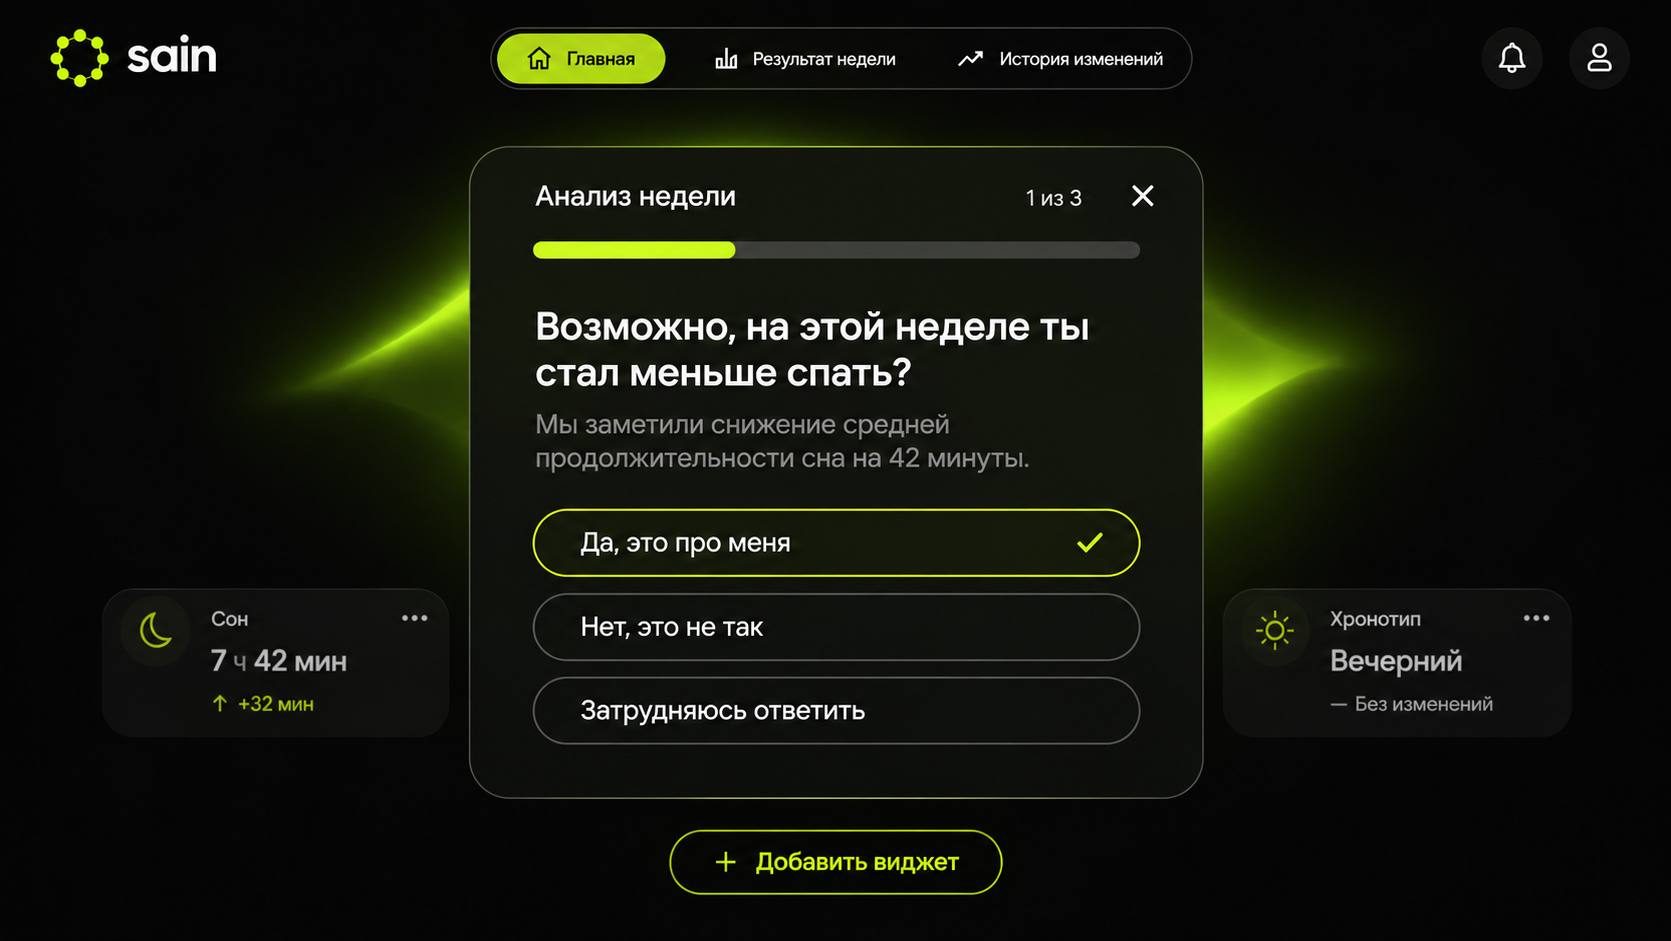 sain
Главная
Результат недели
История изменений
Анализ недели
1 из 3
Возможно, на этой неделе ты
стал меньше спать?
Мы заметили снижение средней
продолжительности сна на 42 минуты.
Да, это про меня
Нет, это не так
Затрудняюсь ответить
Сон
7 ч 42 мин
↑ +32 мин
Хронотип
Вечерний
— Без изменений
+ Добавить виджет